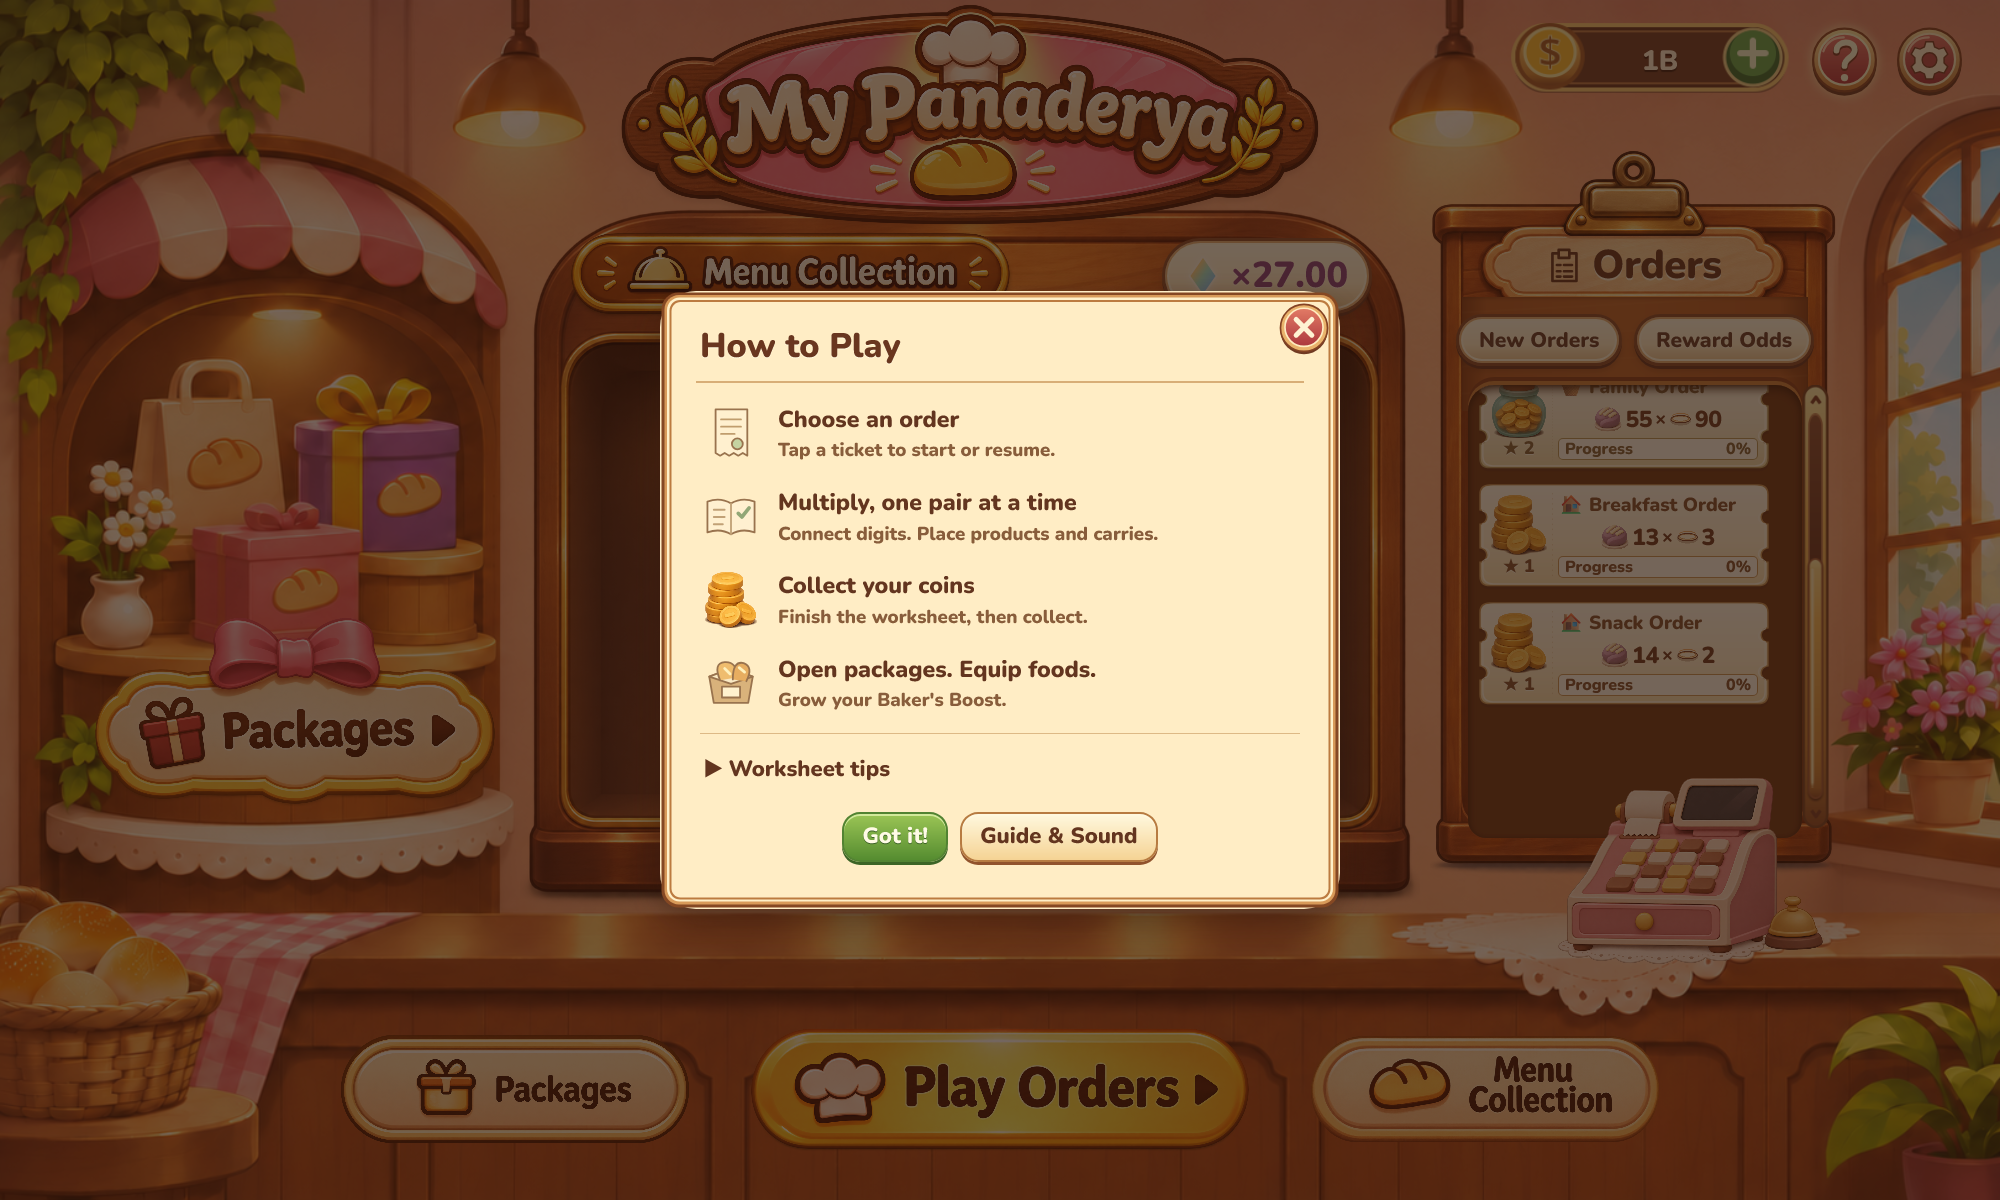 My Panaderya
$ 1B + ?
Menu Collection
×27.00
Orders
New Orders
Reward Odds
Family Order
55 × 90
★ 2
Progress 0%
Breakfast Order
13 × 3
★ 1
Progress 0%
Snack Order
14 × 2
★ 1
Progress 0%
How to Play
Choose an order
Tap a ticket to start or resume.
Multiply, one pair at a time
Connect digits. Place products and carries.
Collect your coins
Finish the worksheet, then collect.
Open packages. Equip foods.
Grow your Baker's Boost.
▶ Worksheet tips
Got it!
Guide & Sound
Packages ▶
Packages
Play Orders ▶
Menu
Collection